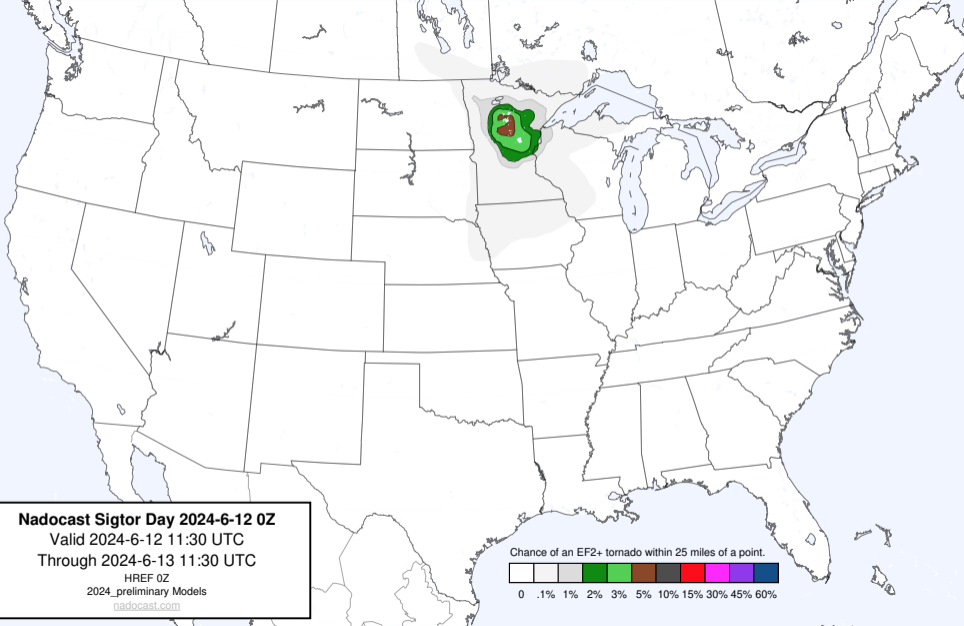 Nadocast Sigtor Day 2024-6-12 0Z
Valid 2024-6-12 11:30 UTC
Through 2024-6-13 11:30 UTC
HREF 0Z
2024_preliminary Models
nadocast.com
Chance of an EF2+ tornado within 25 miles of a point.
0 .1% 1% 2% 3% 5% 10% 15% 30% 45% 60%